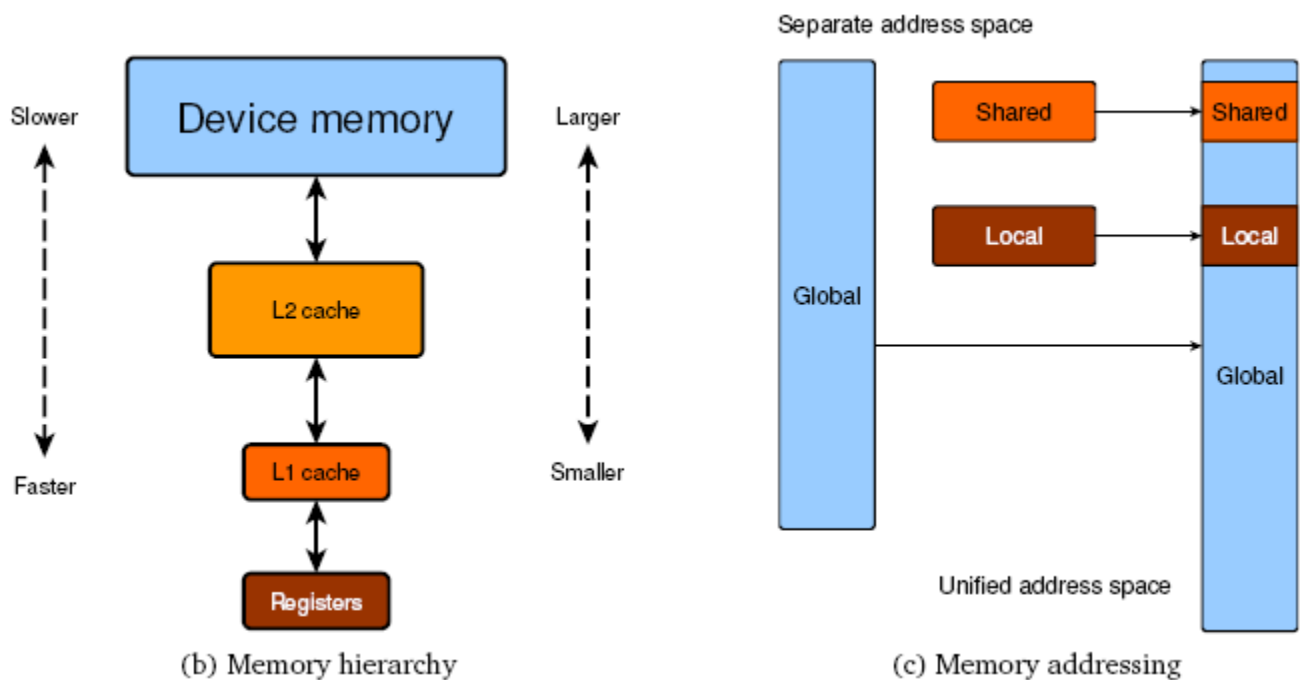 Slower
Device memory
Larger
L2 cache
L1 cache
Faster
Smaller
Registers
(b) Memory hierarchy
Separate address space
Shared
Shared
Local
Local
Global
Global
Unified address space
(c) Memory addressing